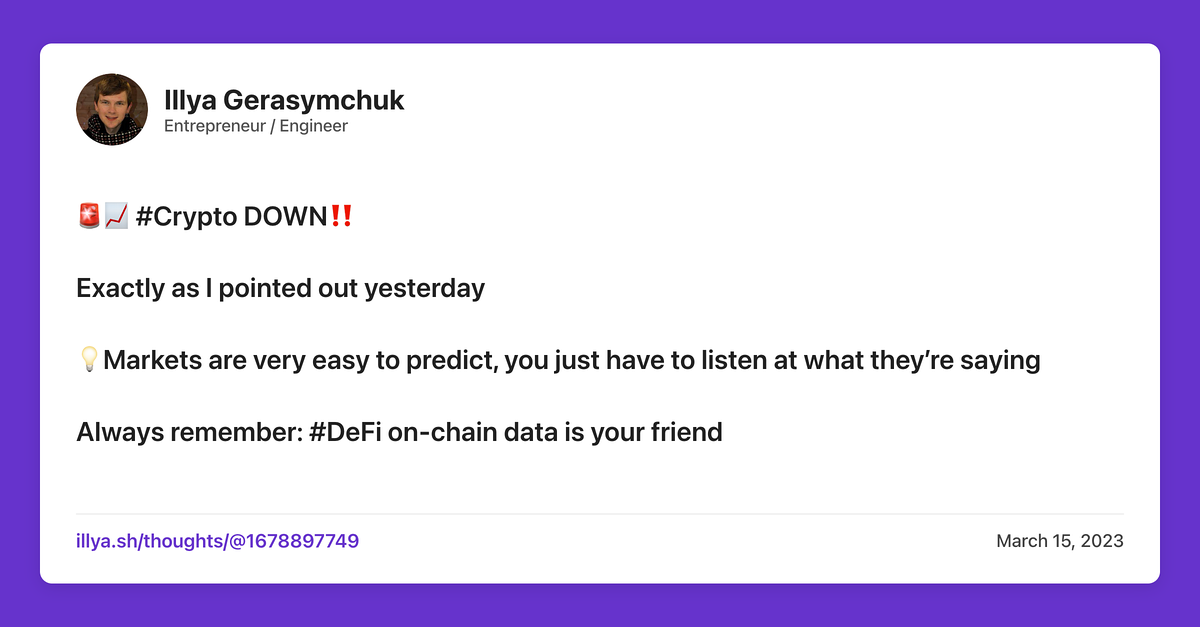 Illya Gerasymchuk
Entrepreneur / Engineer
🚨📈 #Crypto DOWN‼️
Exactly as I pointed out yesterday
💡Markets are very easy to predict, you just have to listen at what they’re saying
Always remember: #DeFi on-chain data is your friend
illya.sh/thoughts/@1678897749
March 15, 2023